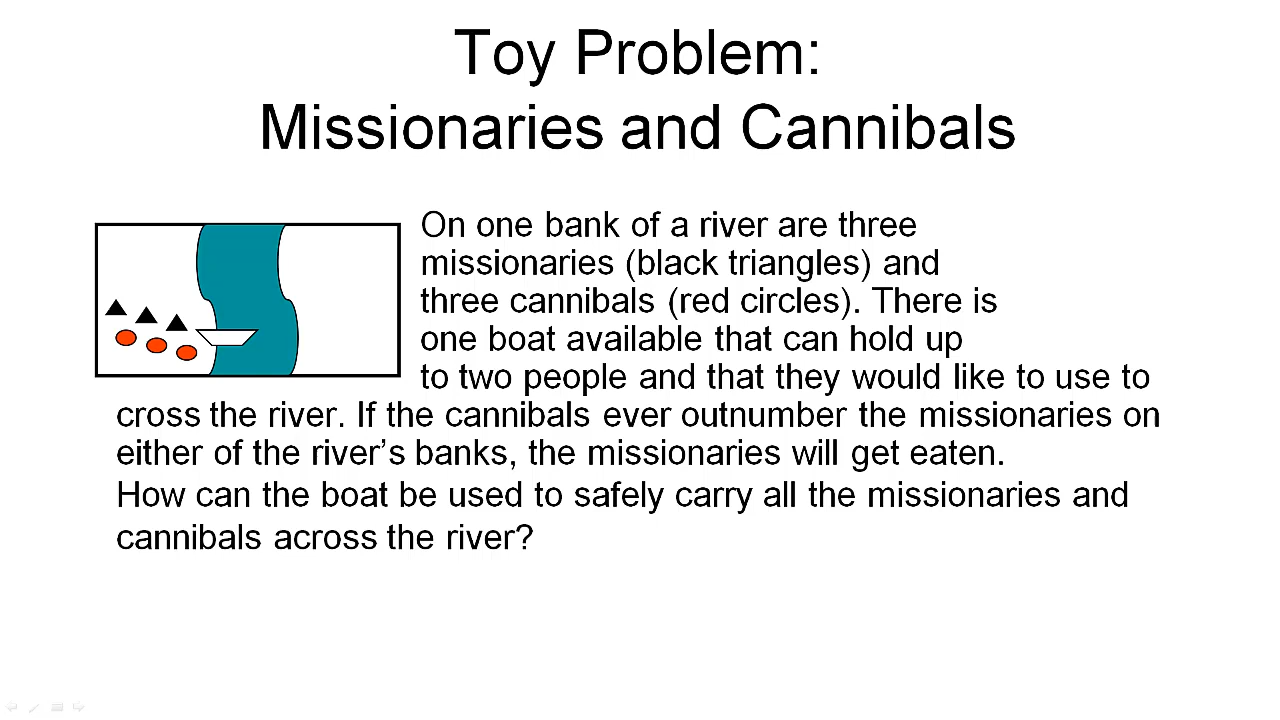 Toy Problem:
Missionaries and Cannibals
On one bank of a river are three
missionaries (black triangles) and
three cannibals (red circles). There is
one boat available that can hold up
to two people and that they would like to use to
cross the river. If the cannibals ever outnumber the missionaries on
either of the river’s banks, the missionaries will get eaten.
How can the boat be used to safely carry all the missionaries and
cannibals across the river?